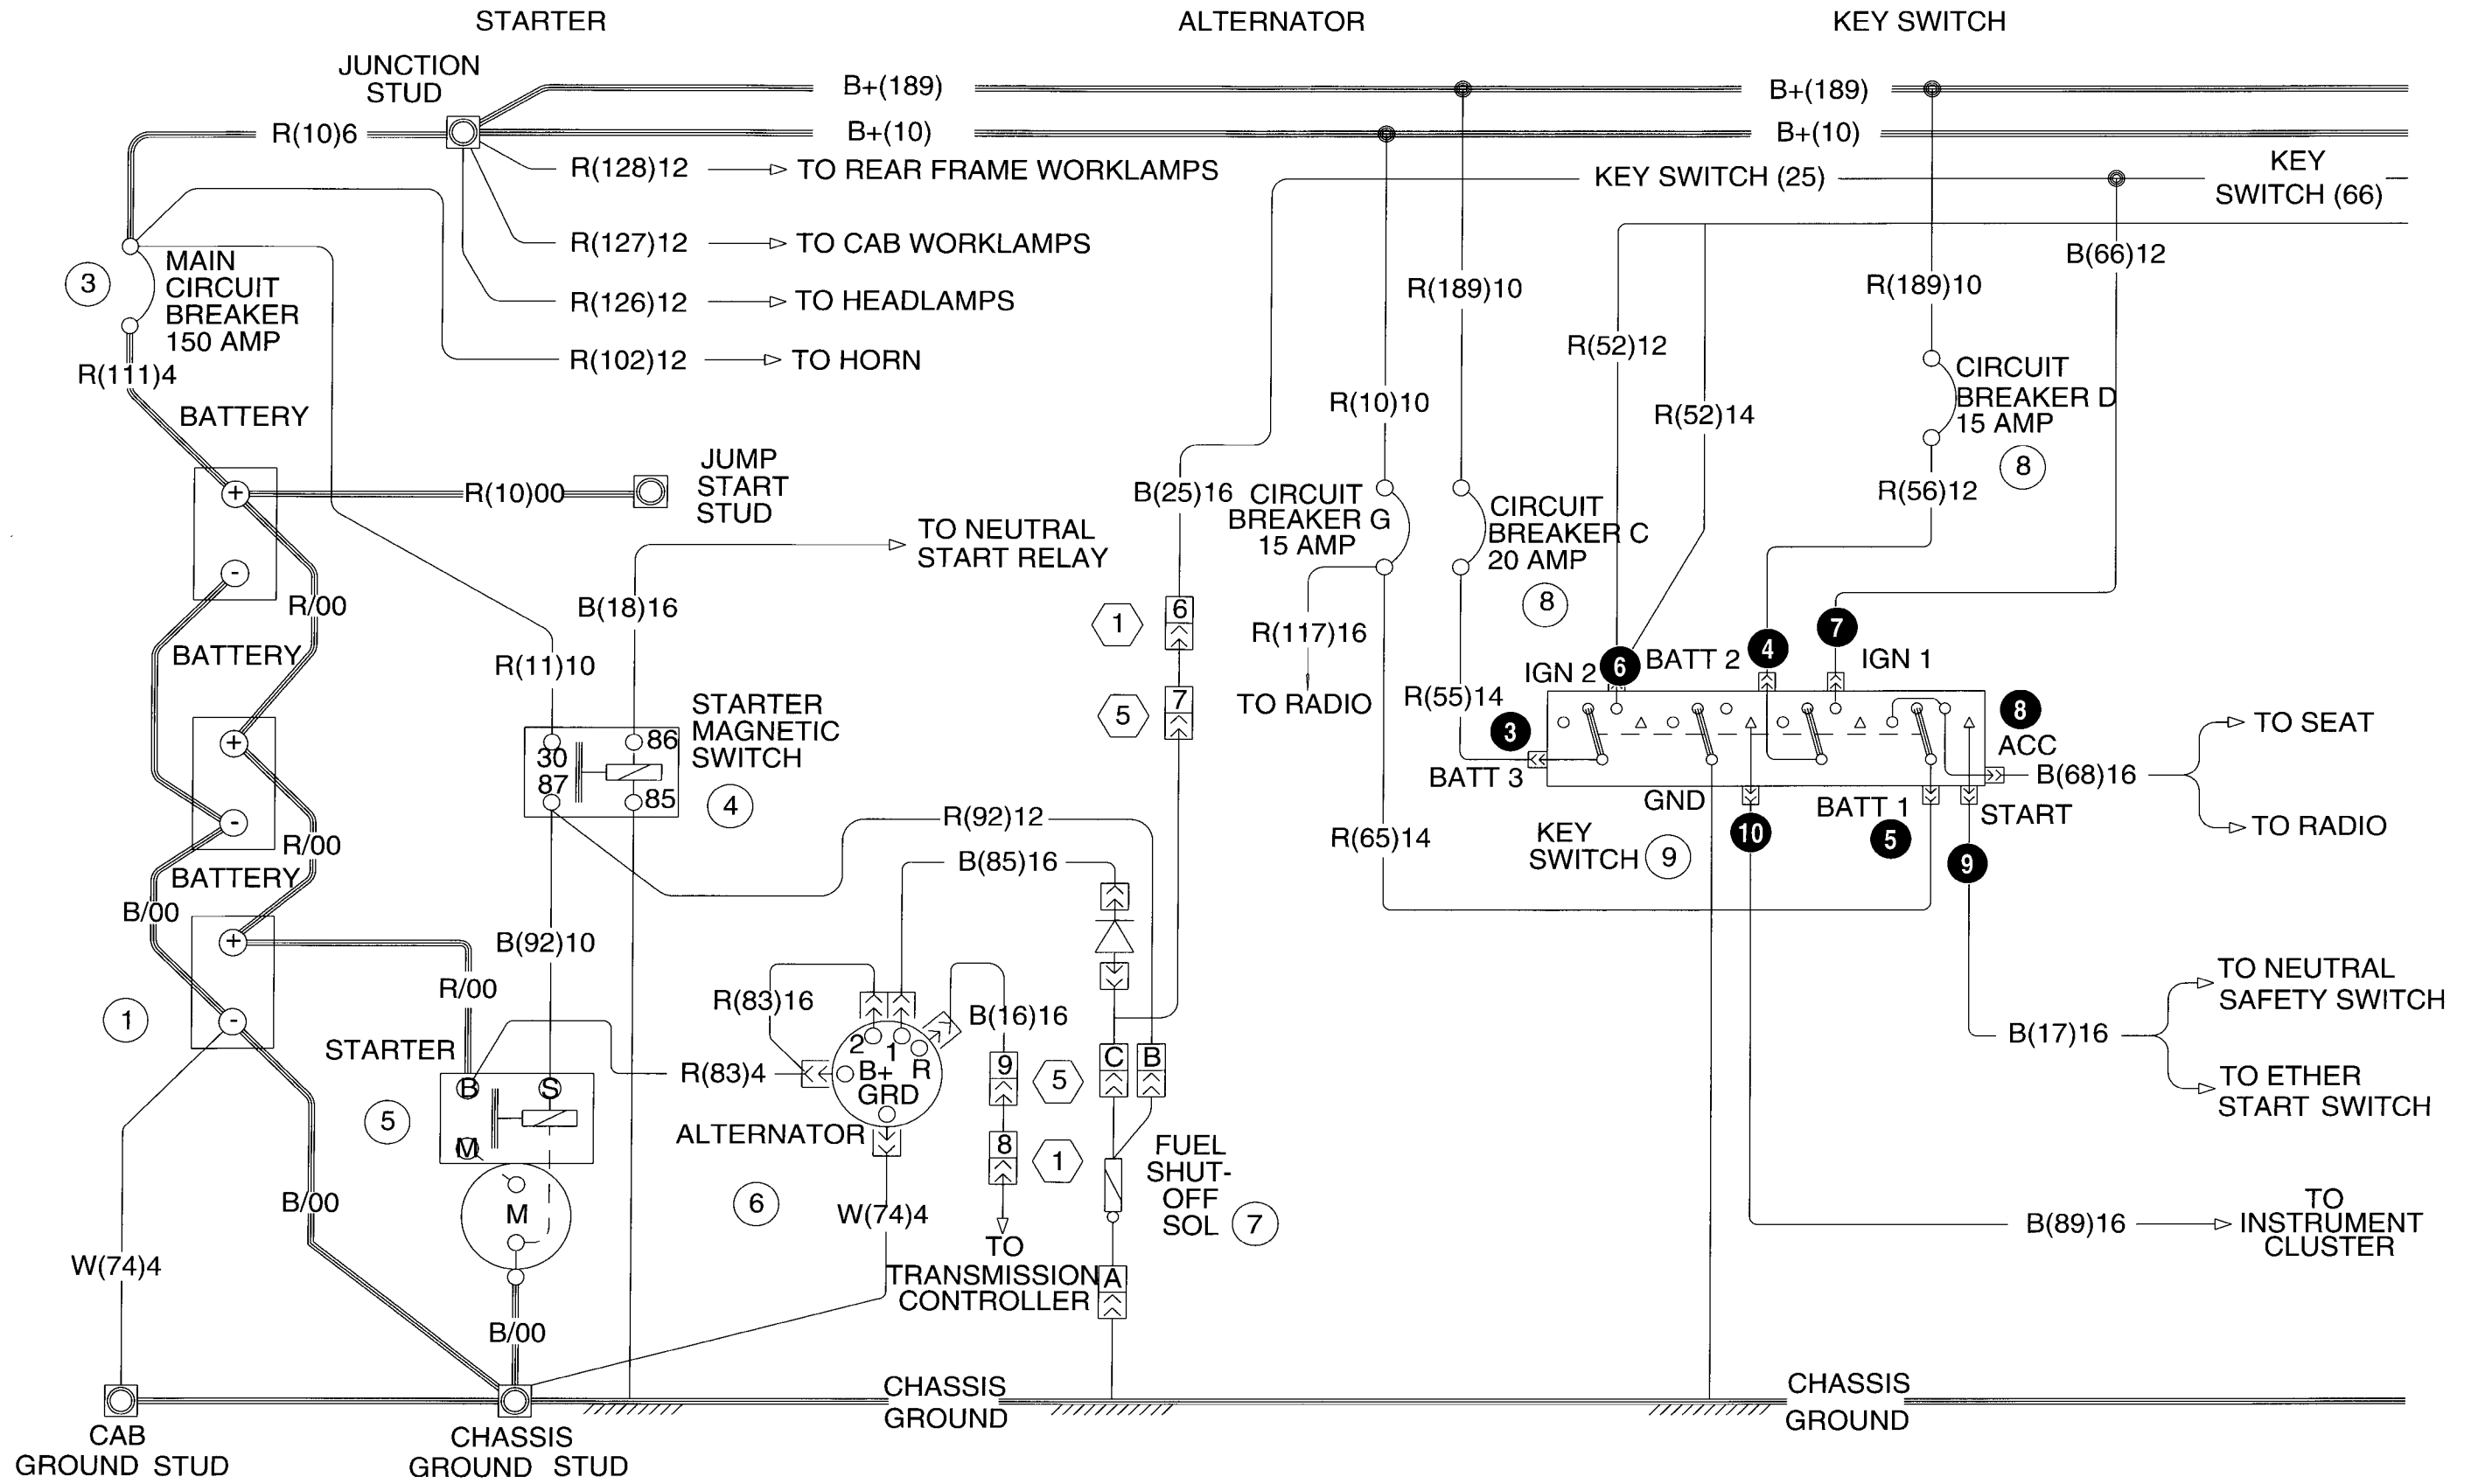 STARTER
ALTERNATOR
KEY SWITCH
JUNCTION
STUD
B+(189)
B+(189)
R(10)6
B+(10)
B+(10)
R(128)12
TO REAR FRAME WORKLAMPS
KEY SWITCH (25)
KEY
SWITCH (66)
R(127)12
TO CAB WORKLAMPS
B(66)12
3
MAIN
CIRCUIT
BREAKER
150 AMP
R(126)12
TO HEADLAMPS
R(189)10
R(189)10
R(102)12
TO HORN
R(52)12
R(111)4
CIRCUIT
BREAKER D
15 AMP
8
BATTERY
R(10)10
R(52)14
+
-
R(10)00
JUMP
START
STUD
B(25)16
CIRCUIT
BREAKER G
15 AMP
CIRCUIT
BREAKER C
20 AMP
8
R(56)12
TO NEUTRAL
START RELAY
R/00
B(18)16
1
6
R(117)16
7
4
6
BATTERY
R(11)10
IGN 2
BATT 2
IGN 1
5
7
TO RADIO
R(55)14
STARTER
MAGNETIC
SWITCH
4
30
86
87
85
+
-
3
BATT 3
8
ACC
TO SEAT
B(68)16
TO RADIO
GND
BATT 1
START
10
5
9
R/00
R(92)12
R(65)14
KEY
SWITCH
9
BATTERY
B(85)16
B/00
+
-
B(92)10
R/00
R(83)16
B(16)16
TO NEUTRAL
SAFETY SWITCH
1
B(17)16
STARTER
2
1
R
B+
GRD
R(83)4
9
5
C
B
TO ETHER
START SWITCH
B
S
M
5
ALTERNATOR
8
1
FUEL
SHUT-
OFF
SOL
7
6
B/00
M
W(74)4
TO
TRANSMISSION
CONTROLLER
A
B(89)16
TO
INSTRUMENT
CLUSTER
W(74)4
B/00
CHASSIS
GROUND
CHASSIS
GROUND
CAB
GROUND STUD
CHASSIS
GROUND STUD